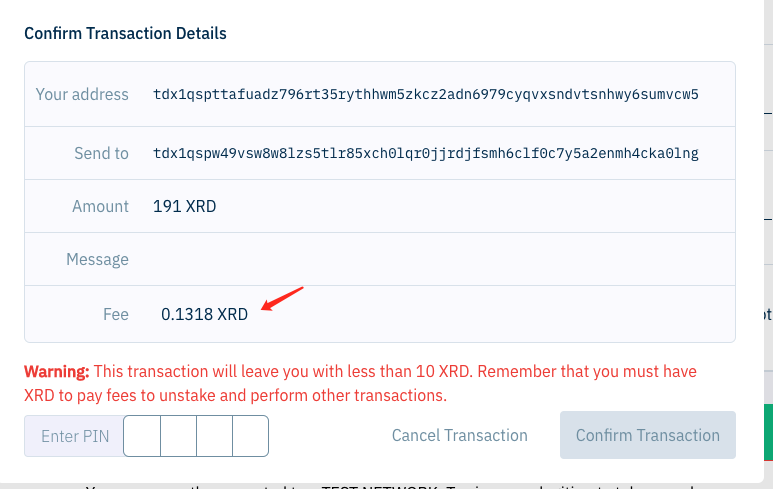 Confirm Transaction Details
Your address tdx1qspttafuadz796rt35rythhwm5zkcz2adn6979cyqvxsndvtsnhwy6sumvcw5
Send to tdx1qspw49vsw8w8lzs5tlr85xch0lqr0jjrdjfsmh6clf0c7y5a2enmh4cka0lng
Amount 191 XRD
Message
Fee 0.1318 XRD
Warning: This transaction will leave you with less than 10 XRD. Remember that you must have
XRD to pay fees to unstake and perform other transactions.
Enter PIN Cancel Transaction Confirm Transaction